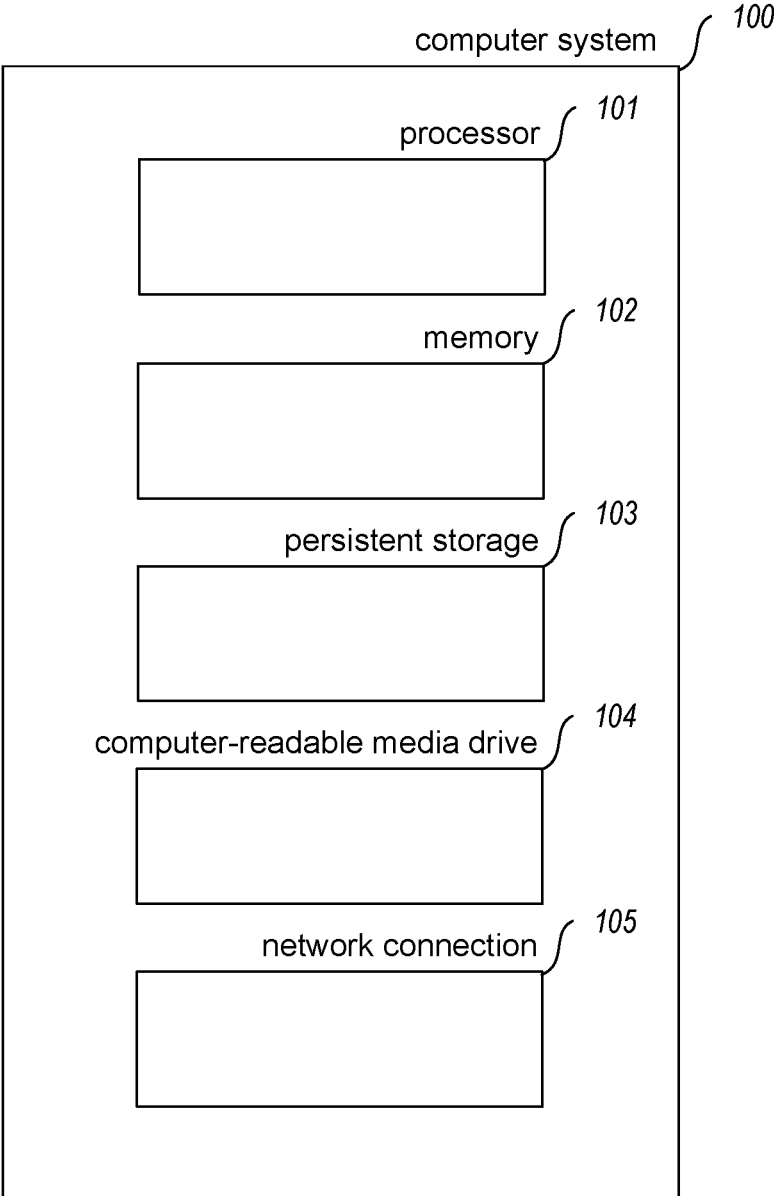 100
computer system
101
processor
102
memory
103
persistent storage
104
computer-readable media drive
105
network connection